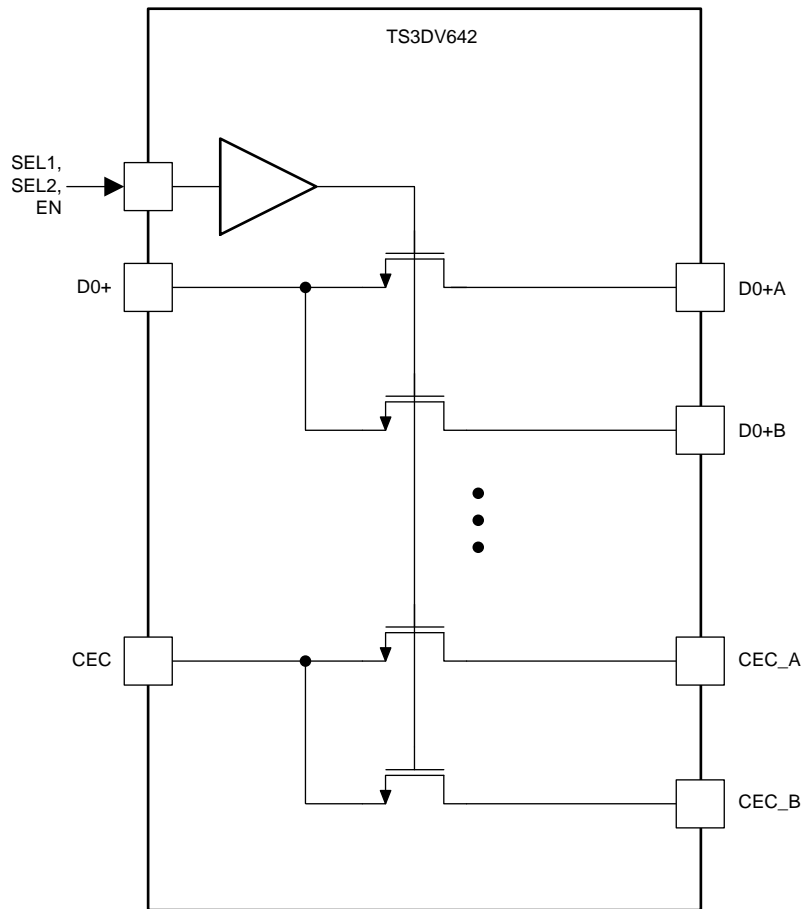 TS3DV642
SEL1,
SEL2,
EN
D0+
D0+A
D0+B
CEC
CEC_A
CEC_B